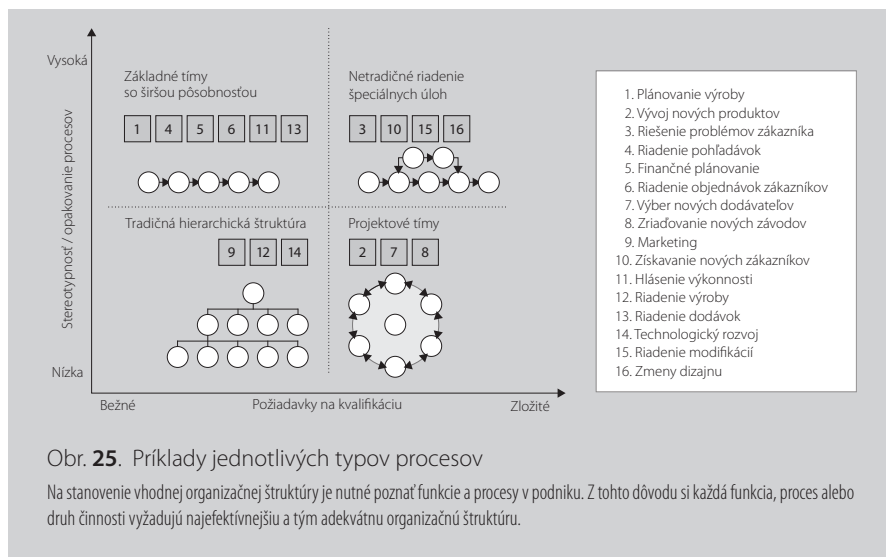 Vysoká
Stereotypnosť / opakovanie procesov
Nízka
Základné tímy
so širšou pôsobnosťou
1 4 5 6 11 13
Netradičné riadenie
špeciálnych úloh
3 10 15 16
Tradičná hierarchická štruktúra
9 12 14
Projektové tímy
2 7 8
Bežné
Požiadavky na kvalifikáciu
Zložité
1. Plánovanie výroby
2. Vývoj nových produktov
3. Riešenie problémov zákazníka
4. Riadenie pohľadávok
5. Finančné plánovanie
6. Riadenie objednávok zákazníkov
7. Výber nových dodávateľov
8. Zriaďovanie nových závodov
9. Marketing
10. Získavanie nových zákazníkov
11. Hlásenie výkonnosti
12. Riadenie výroby
13. Riadenie dodávok
14. Technologický rozvoj
15. Riadenie modifikácií
16. Zmeny dizajnu
Obr. 25. Príklady jednotlivých typov procesov
Na stanovenie vhodnej organizačnej štruktúry je nutné poznať funkcie a procesy v podniku. Z tohto dôvodu si každá funkcia, proces alebo
druh činnosti vyžadujú najefektívnejšiu a tým adekvátnu organizačnú štruktúru.